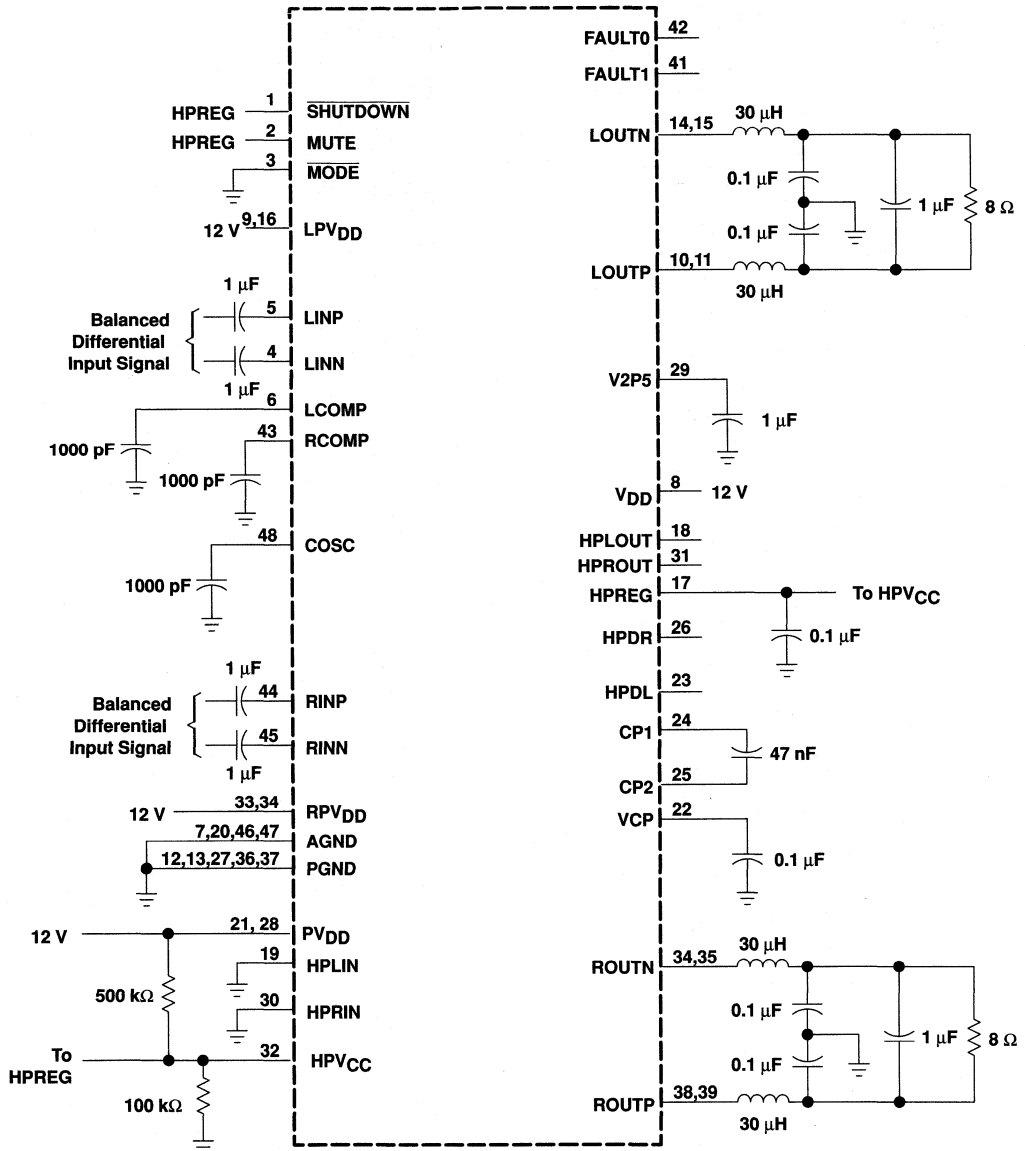 FAULT0 42
FAULT1 41
HPREG 1 SHUTDOWN
HPREG 2 MUTE
3 MODE
12 V 9,16 LPVDD
LOUTN 14,15 30 μH
0.1 μF
0.1 μF
1 μF
8 Ω
LOUTP 10,11
30 μH
1 μF
5 LINP
Balanced
Differential
Input Signal
4 LINN
1 μF
6 LCOMP
1000 pF
43 RCOMP
1000 pF
48 COSC
1000 pF
V2P5 29
1 μF
VDD 8 12 V
HPLOUT 18
HPROUT 31
HPREG 17 To HPVCC
0.1 μF
HPDR 26
HPDL 23
CP1 24
47 nF
CP2 25
VCP 22
0.1 μF
1 μF
44 RINP
Balanced
Differential
Input Signal
45 RINN
1 μF
12 V 33,34 RPVDD
7,20,46,47 AGND
12,13,27,36,37 PGND
12 V 21, 28 PVDD
19 HPLIN
500 kΩ
30 HPRIN
To
HPREG
32 HPVCC
100 kΩ
ROUTN 34,35 30 μH
0.1 μF
0.1 μF
1 μF
8 Ω
ROUTP 38,39
30 μH